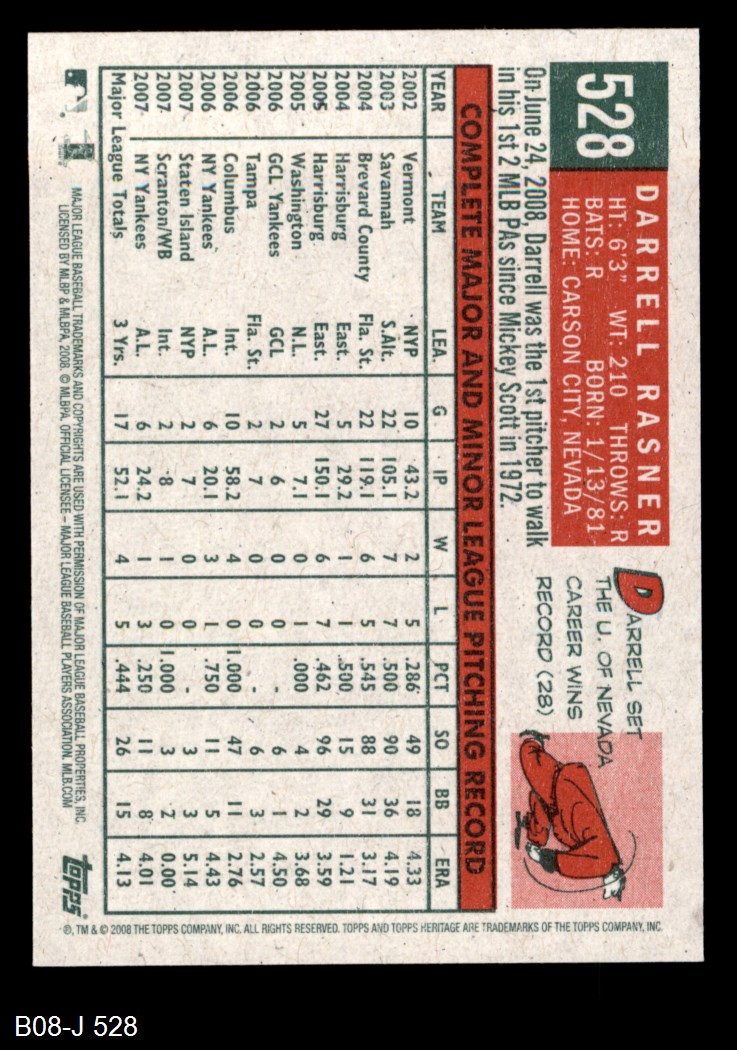 528
DARRELL RASNER
HT: 6'3" WT: 210 THROWS: R
BATS: R BORN: 1/13/81
HOME: CARSON CITY, NEVADA
On June 24, 2008, Darrell was the 1st pitcher to walk
in his 1st 2 MLB PAs since Mickey Scott in 1972.
DARRELL SET
THE U. OF NEVADA
CAREER WINS
RECORD (28)
COMPLETE MAJOR AND MINOR LEAGUE PITCHING RECORD
YEAR TEAM LEA. G IP W L PCT SO BB ERA
2002 Vermont NYP 10 43.2 2 5 .286 49 18 4.33
2003 Savannah S.Alt. 22 105.1 7 7 .500 90 36 4.19
2004 Brevard County Fla. St. 22 119.1 6 5 .545 88 31 3.17
2004 Harrisburg East. 5 29.2 1 1 .500 15 9 1.21
2005 Harrisburg East. 27 150.1 6 7 .462 96 29 3.59
2005 Washington N.L. 5 7.1 0 1 .000 4 2 3.68
2006 GCL Yankees GCL 2 6 0 0 - 6 1 4.50
2006 Tampa Fla. St. 2 7 0 0 - 6 3 2.57
2006 Columbus Int. 10 58.2 4 0 1.000 47 11 2.76
2006 NY Yankees A.L. 6 20.1 3 1 .750 11 5 4.43
2007 Staten Island NYP 2 7 0 0 - 3 3 5.14
2007 Scranton/WB Int. 2 8 1 0 1.000 3 2 0.00
2007 NY Yankees A.L. 6 24.2 1 3 .250 11 8 4.01
Major League Totals 3 Yrs. 17 52.1 4 5 .444 26 15 4.13
MAJOR LEAGUE BASEBALL TRADEMARKS AND COPYRIGHTS ARE USED WITH PERMISSION OF MAJOR LEAGUE BASEBALL PROPERTIES, INC.
LICENSED BY MLBP & MLBPA, 2008. © MLBPA. OFFICIAL LICENSEE – MAJOR LEAGUE BASEBALL PLAYERS ASSOCIATION. MLB.COM
topps
®, TM & © 2008 THE TOPPS COMPANY, INC. ALL RIGHTS RESERVED. TOPPS AND TOPPS HERITAGE ARE TRADEMARKS OF THE TOPPS COMPANY, INC.
B08-J 528